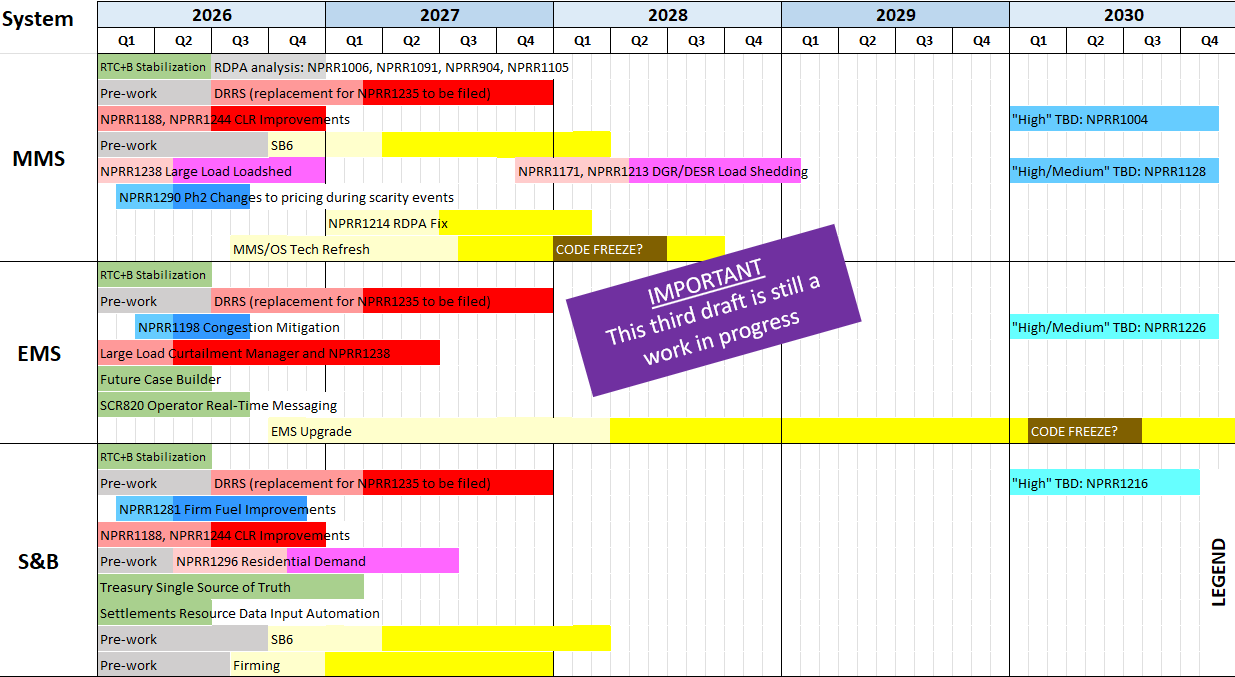 System
2026 2027 2028 2029 2030
Q1 Q2 Q3 Q4 Q1 Q2 Q3 Q4 Q1 Q2 Q3 Q4 Q1 Q2 Q3 Q4 Q1 Q2 Q3 Q4
MMS
RTC+B Stabilization RDPA analysis: NPRR1006, NPRR1091, NPRR904, NPRR1105
Pre-work DRRS (replacement for NPRR1235 to be filed)
NPRR1188, NPRR1244 CLR Improvements "High" TBD: NPRR1004
Pre-work SB6
NPRR1238 Large Load Loadshed NPRR1171, NPRR1213 DGR/DESR Load Shedding "High/Medium" TBD: NPRR1128
NPRR1290 Ph2 Changes to pricing during scarity events
NPRR1214 RDPA Fix
MMS/OS Tech Refresh CODE FREEZE?
IMPORTANT
This third draft is still a
work in progress
EMS
RTC+B Stabilization
Pre-work DRRS (replacement for NPRR1235 to be filed)
NPRR1198 Congestion Mitigation "High/Medium" TBD: NPRR1226
Large Load Curtailment Manager and NPRR1238
Future Case Builder
SCR820 Operator Real-Time Messaging
EMS Upgrade CODE FREEZE?
S&B
RTC+B Stabilization
Pre-work DRRS (replacement for NPRR1235 to be filed) "High" TBD: NPRR1216
NPRR1281 Firm Fuel Improvements
NPRR1188, NPRR1244 CLR Improvements
Pre-work NPRR1296 Residential Demand
Treasury Single Source of Truth
Settlements Resource Data Input Automation
Pre-work SB6
Pre-work Firming
LEGEND